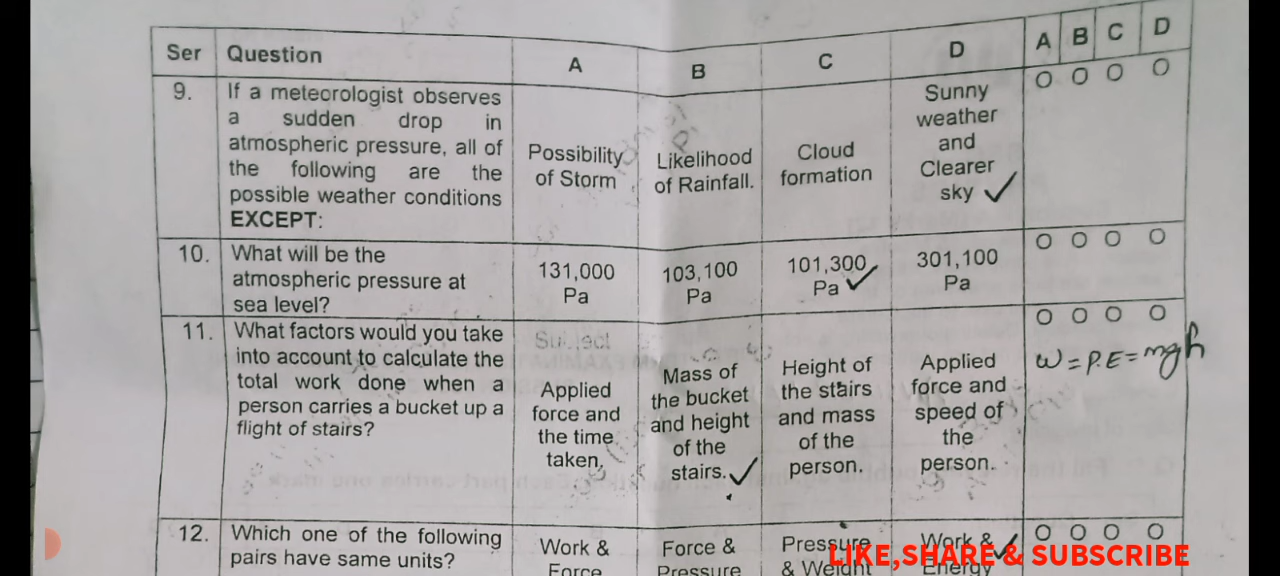 Ser Question A B C D A B C D
9. If a meteorologist observes
a sudden drop in
atmospheric pressure, all of
the following are the
possible weather conditions
EXCEPT:
Possibility
of Storm
Likelihood
of Rainfall.
Cloud
formation
Sunny
weather
and
Clearer
sky ✓
O O O O
10. What will be the
atmospheric pressure at
sea level?
131,000
Pa
103,100
Pa
101,300
Pa ✓
301,100
Pa
O O O O
11. What factors would you take
into account to calculate the
total work done when a
person carries a bucket up a
flight of stairs?
Subject
Applied
force and
the time
taken,
Mass of
the bucket
and height
of the
stairs. ✓
Height of
the stairs
and mass
of the
person.
Applied
force and
speed of
the
person.
O O O O
W = P.E = mgh
12. Which one of the following
pairs have same units?
Work &
Force
Force &
Pressure
Pressure
& Weight
Work & ✓
Energy
O O O O
LIKE,SHARE & SUBSCRIBE